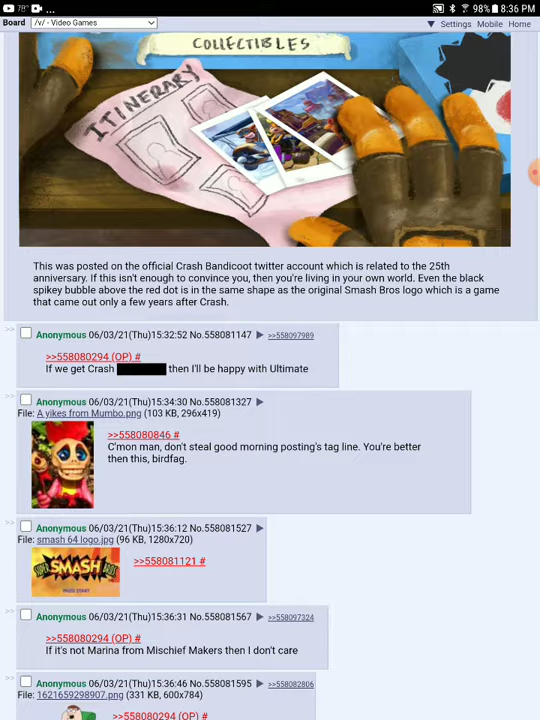 78°
...
98%
8:36 PM
Board
/v/ - Video Games
▼ Settings Mobile Home
COLLECTIBLES
ITINERARY
This was posted on the official Crash Bandicoot twitter account which is related to the 25th
anniversary. If this isn't enough to convince you, then you're living in your own world. Even the black
spikey bubble above the red dot is in the same shape as the original Smash Bros logo which is a game
that came out only a few years after Crash.
>> Anonymous 06/03/21(Thu)15:32:52 No.558081147 ▶ >>558097989
>>558080294 (OP) #
If we get Crash then I'll be happy with Ultimate
>> Anonymous 06/03/21(Thu)15:34:30 No.558081327 ▶
File: A yikes from Mumbo.png (103 KB, 296x419)
>>558080846 #
C'mon man, don't steal good morning posting's tag line. You're better
then this, birdfag.
>> Anonymous 06/03/21(Thu)15:36:12 No.558081527 ▶
File: smash 64 logo.jpg (96 KB, 1280x720)
>>558081121 #
SUPER SMASH BROS
PRESS START
>> Anonymous 06/03/21(Thu)15:36:31 No.558081567 ▶ >>558097324
>>558080294 (OP) #
If it's not Marina from Mischief Makers then I don't care
>> Anonymous 06/03/21(Thu)15:36:46 No.558081595 ▶ >>558082806
File: 1621659298907.png (331 KB, 600x784)
>>558080294 (OP) #